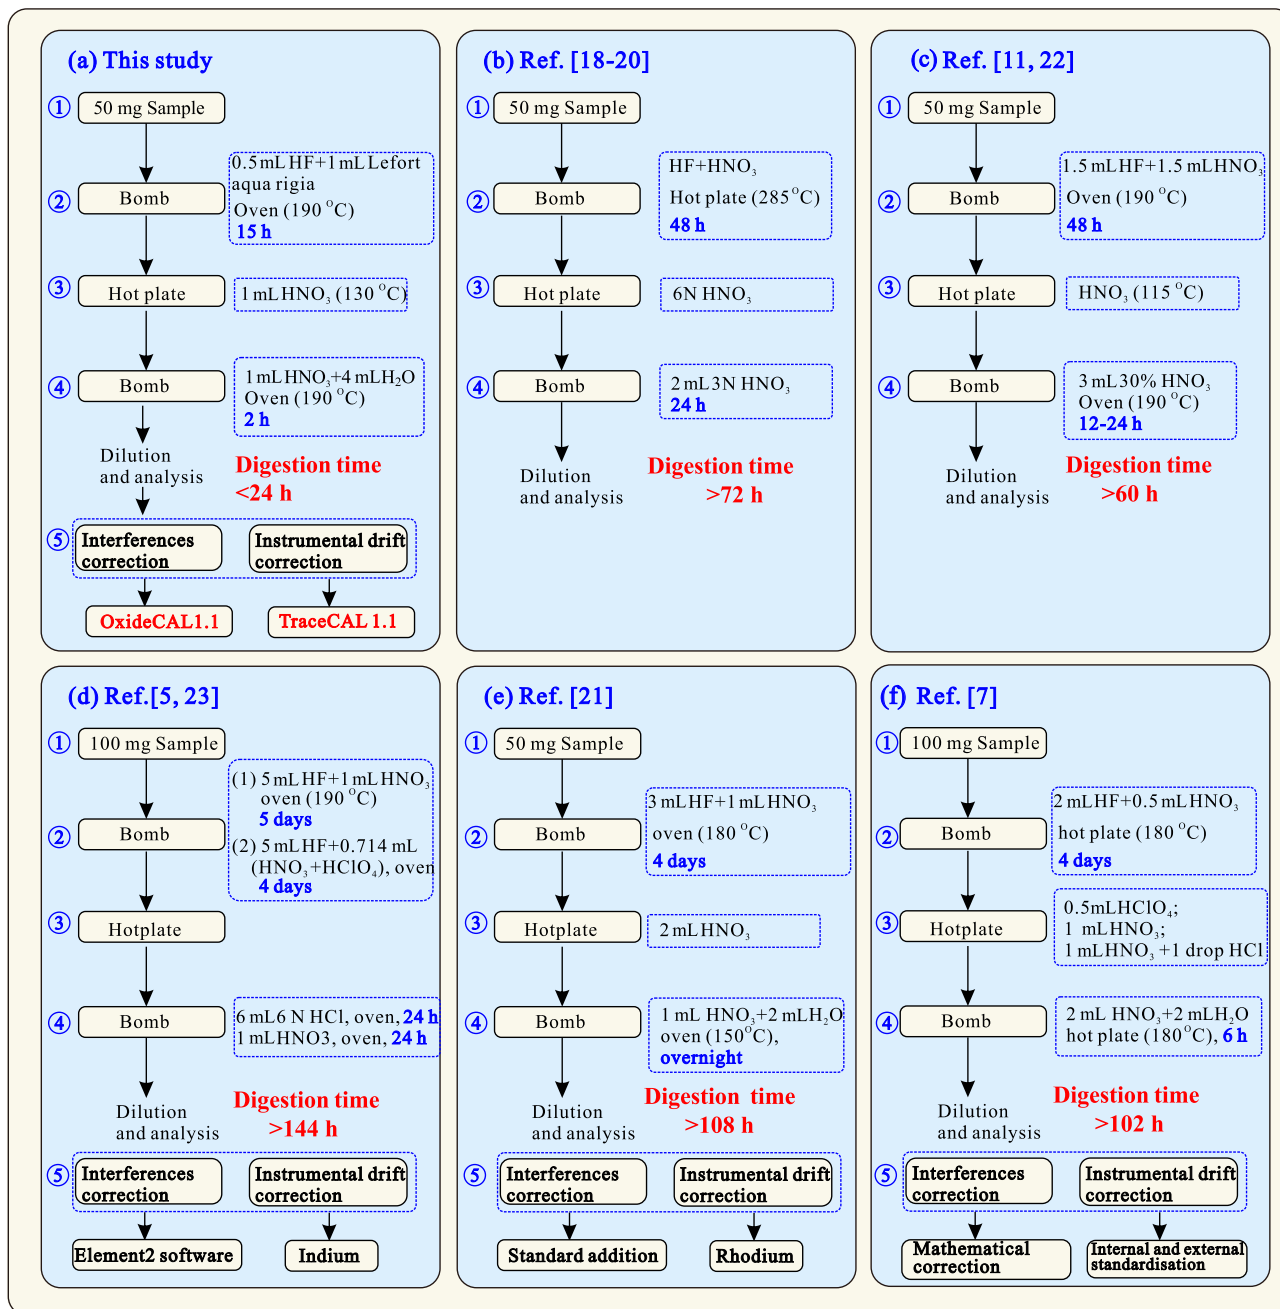 (a) This study
① 50 mg Sample
0.5 mL HF+1 mL Lefort
aqua rigia
② Bomb
Oven (190 °C)
15 h
③ Hot plate
1 mL HNO₃ (130 °C)
④ Bomb
1 mL HNO₃+4 mL H₂O
Oven (190 °C)
2 h
Dilution
and analysis
Digestion time
<24 h
⑤ Interferences
correction
Instrumental drift
correction
OxideCAL1.1
TraceCAL 1.1
(b) Ref. [18-20]
① 50 mg Sample
HF+HNO₃
② Bomb
Hot plate (285 °C)
48 h
③ Hot plate
6N HNO₃
④ Bomb
2 mL 3N HNO₃
24 h
Dilution
and analysis
Digestion time
>72 h
(c) Ref. [11, 22]
① 50 mg Sample
1.5 mL HF+1.5 mL HNO₃
② Bomb
Oven (190 °C)
48 h
③ Hot plate
HNO₃ (115 °C)
④ Bomb
3 mL 30% HNO₃
Oven (190 °C)
12-24 h
Dilution
and analysis
Digestion time
>60 h
(d) Ref.[5, 23]
① 100 mg Sample
(1) 5 mL HF+1 mL HNO₃
oven (190 °C)
5 days
② Bomb
(2) 5 mL HF+0.714 mL
(HNO₃+HClO₄), oven
4 days
③ Hotplate
④ Bomb
6 mL 6 N HCl, oven, 24 h
1 mL HNO3, oven, 24 h
Dilution
and analysis
Digestion time
>144 h
⑤ Interferences
correction
Instrumental drift
correction
Element2 software
Indium
(e) Ref. [21]
① 50 mg Sample
3 mL HF+1 mL HNO₃
② Bomb
oven (180 °C)
4 days
③ Hotplate
2 mL HNO₃
④ Bomb
1 mL HNO₃+2 mL H₂O
oven (150°C),
overnight
Dilution
and analysis
Digestion time
>108 h
⑤ Interferences
correction
Instrumental drift
correction
Standard addition
Rhodium
(f) Ref. [7]
① 100 mg Sample
2 mL HF+0.5 mL HNO₃
② Bomb
hot plate (180 °C)
4 days
③ Hotplate
0.5mL HClO₄;
1 mL HNO₃;
1 mL HNO₃ +1 drop HCl
④ Bomb
2 mL HNO₃+2 mL H₂O
hot plate (180°C), 6 h
Dilution
and analysis
Digestion time
>102 h
⑤ Interferences
correction
Instrumental drift
correction
Mathematical
correction
Internal and external
standardisation